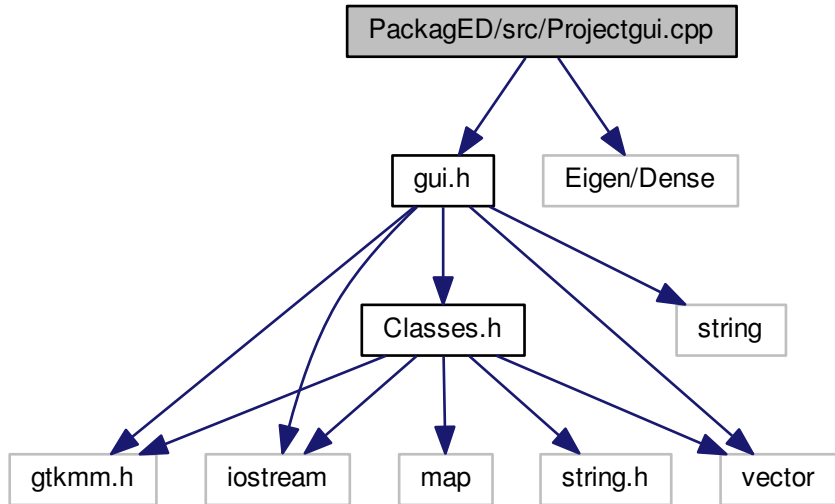 PackagED/src/Projectgui.cpp
gui.h
Eigen/Dense
Classes.h
string
gtkmm.h
iostream
map
string.h
vector